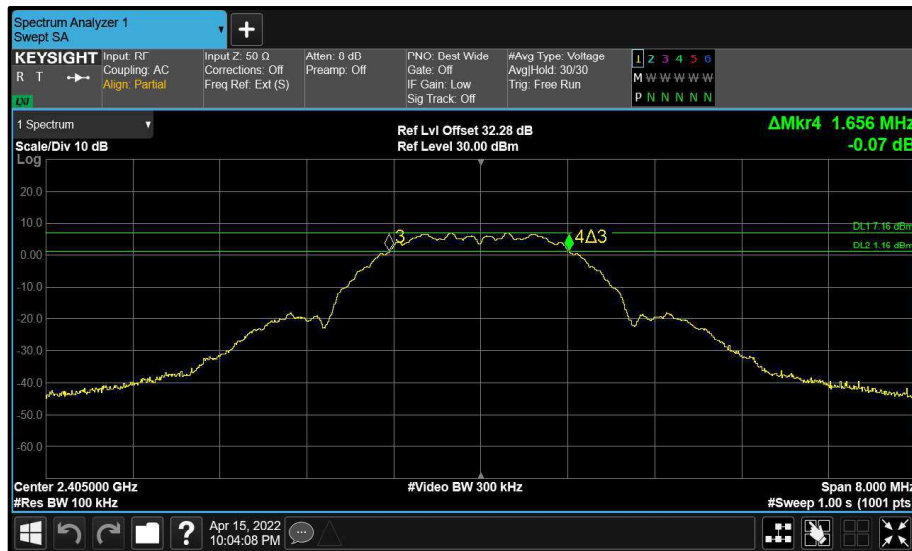 Spectrum Analyzer 1
Swept SA
+
KEYSIGHT
R T
LXI
Input: RF
Coupling: AC
Align: Partial
Input Z: 50 Ω
Corrections: Off
Freq Ref: Ext (S)
Atten: 8 dB
Preamp: Off
PNO: Best Wide
Gate: Off
IF Gain: Low
Sig Track: Off
#Avg Type: Voltage
Avg|Hold: 30/30
Trig: Free Run
1 2 3 4 5 6
M W W W W W
P N N N N N
1 Spectrum
Scale/Div 10 dB
Log
Ref Lvl Offset 32.28 dB
Ref Level 30.00 dBm
ΔMkr4 1.656 MHz
-0.07 dB
20.0
10.0
0.00
-10.0
-20.0
-30.0
-40.0
-50.0
-60.0
3
4Δ3
DL1 7.16 dBm
DL2 1.16 dBm
Center 2.405000 GHz
#Res BW 100 kHz
#Video BW 300 kHz
Span 8.000 MHz
#Sweep 1.00 s (1001 pts)
?
Apr 15, 2022
10:04:08 PM